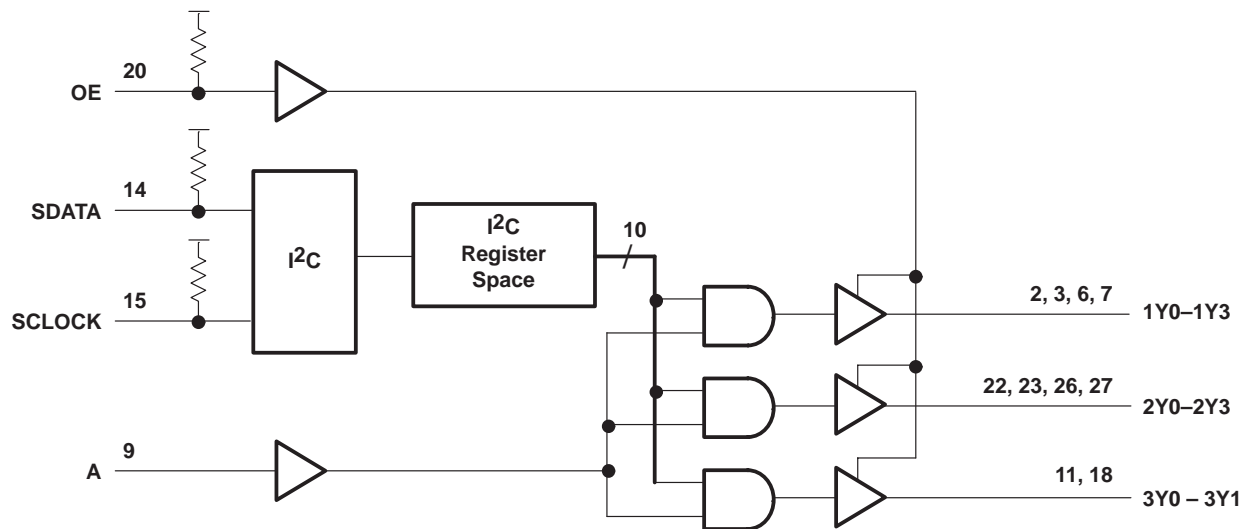 20
OE
14
SDATA
I2C
I2C
Register
Space
10
15
SCLOCK
2, 3, 6, 7
1Y0–1Y3
22, 23, 26, 27
2Y0–2Y3
9
A
11, 18
3Y0 – 3Y1